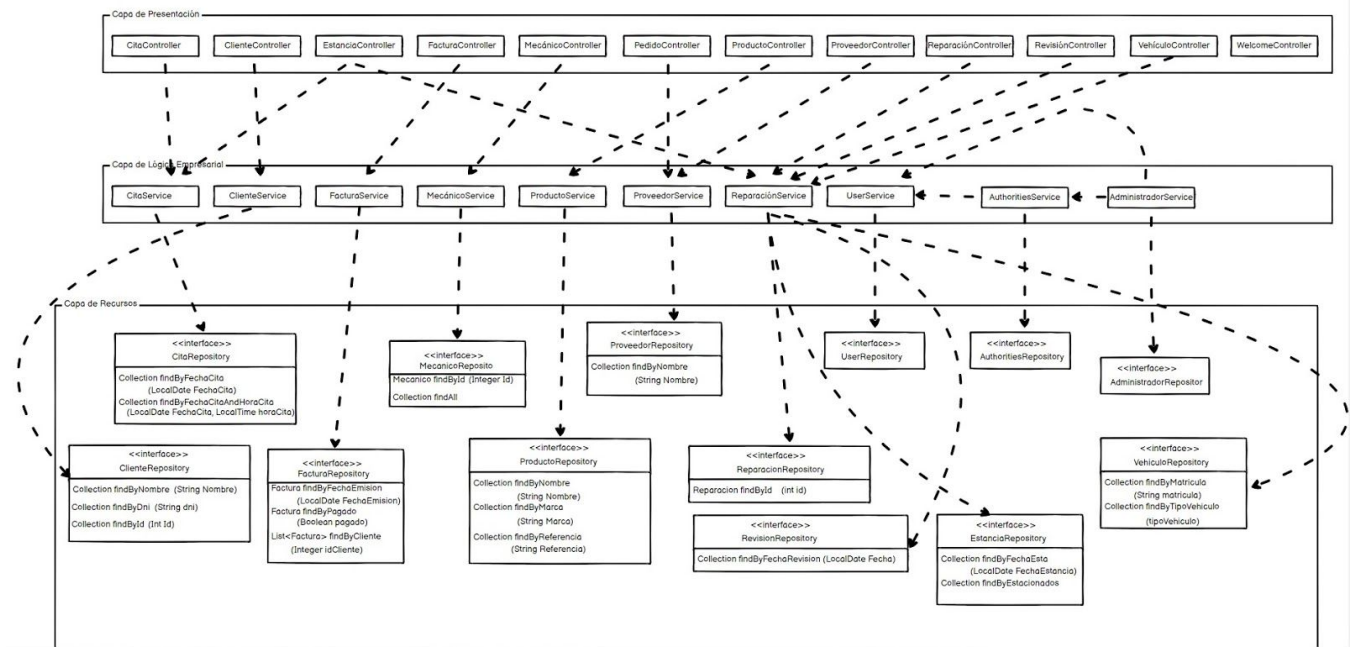 Capa de Presentación
CitaController
ClienteController
EstanciaController
FacturaController
MecánicoController
PedidoController
ProductoController
ProveedorController
ReparaciónController
RevisiónController
VehículoController
WelcomeController
Capa de Lógica Empresarial
CitaService
ClienteService
FacturaService
MecánicoService
ProductoService
ProveedorService
ReparaciónService
UserService
AuthoritiesService
AdministradorService
Capa de Recursos
<<interface>>
CitaRepository
Collection findByFechaCita
(LocalDate FechaCita)
Collection findByFechaCitaAndHoraCita
(LocalDate FechaCita, LocalTime horaCita)
<<interface>>
MecanicoReposito
Mecanico findById (Integer Id)
Collection findAll
<<interface>>
ProveedorRepository
Collection findByNombre
(String Nombre)
<<interface>>
UserRepository
<<interface>>
AuthoritiesRepository
<<interface>>
AdministradorRepositor
<<interface>>
ClienteRepository
Collection findByNombre (String Nombre)
Collection findByDni (String dni)
Collection findById (Int Id)
<<interface>>
FacturaRepository
Factura findByFechaEmision
(LocalDate FechaEmision)
Factura findByPagado
(Boolean pagado)
List<Factura> findByCliente
(Integer idCliente)
<<interface>>
ProductoRepository
Collection findByNombre
(String Nombre)
Collection findByMarca
(String Marca)
Collection findByReferencia
(String Referencia)
<<interface>>
ReparacionRepository
Reparacion findById (int id)
<<interface>>
RevisionRepository
Collection findByFechaRevision (LocalDate Fecha)
<<interface>>
EstanciaRepository
Collection findByFechaEsta
(LocalDate FechaEstancia)
Collection findByEstacionados
<<interface>>
VehiculoRepository
Collection findByMatricula
(String matricula)
Collection findByTipoVehiculo
(tipoVehiculo)